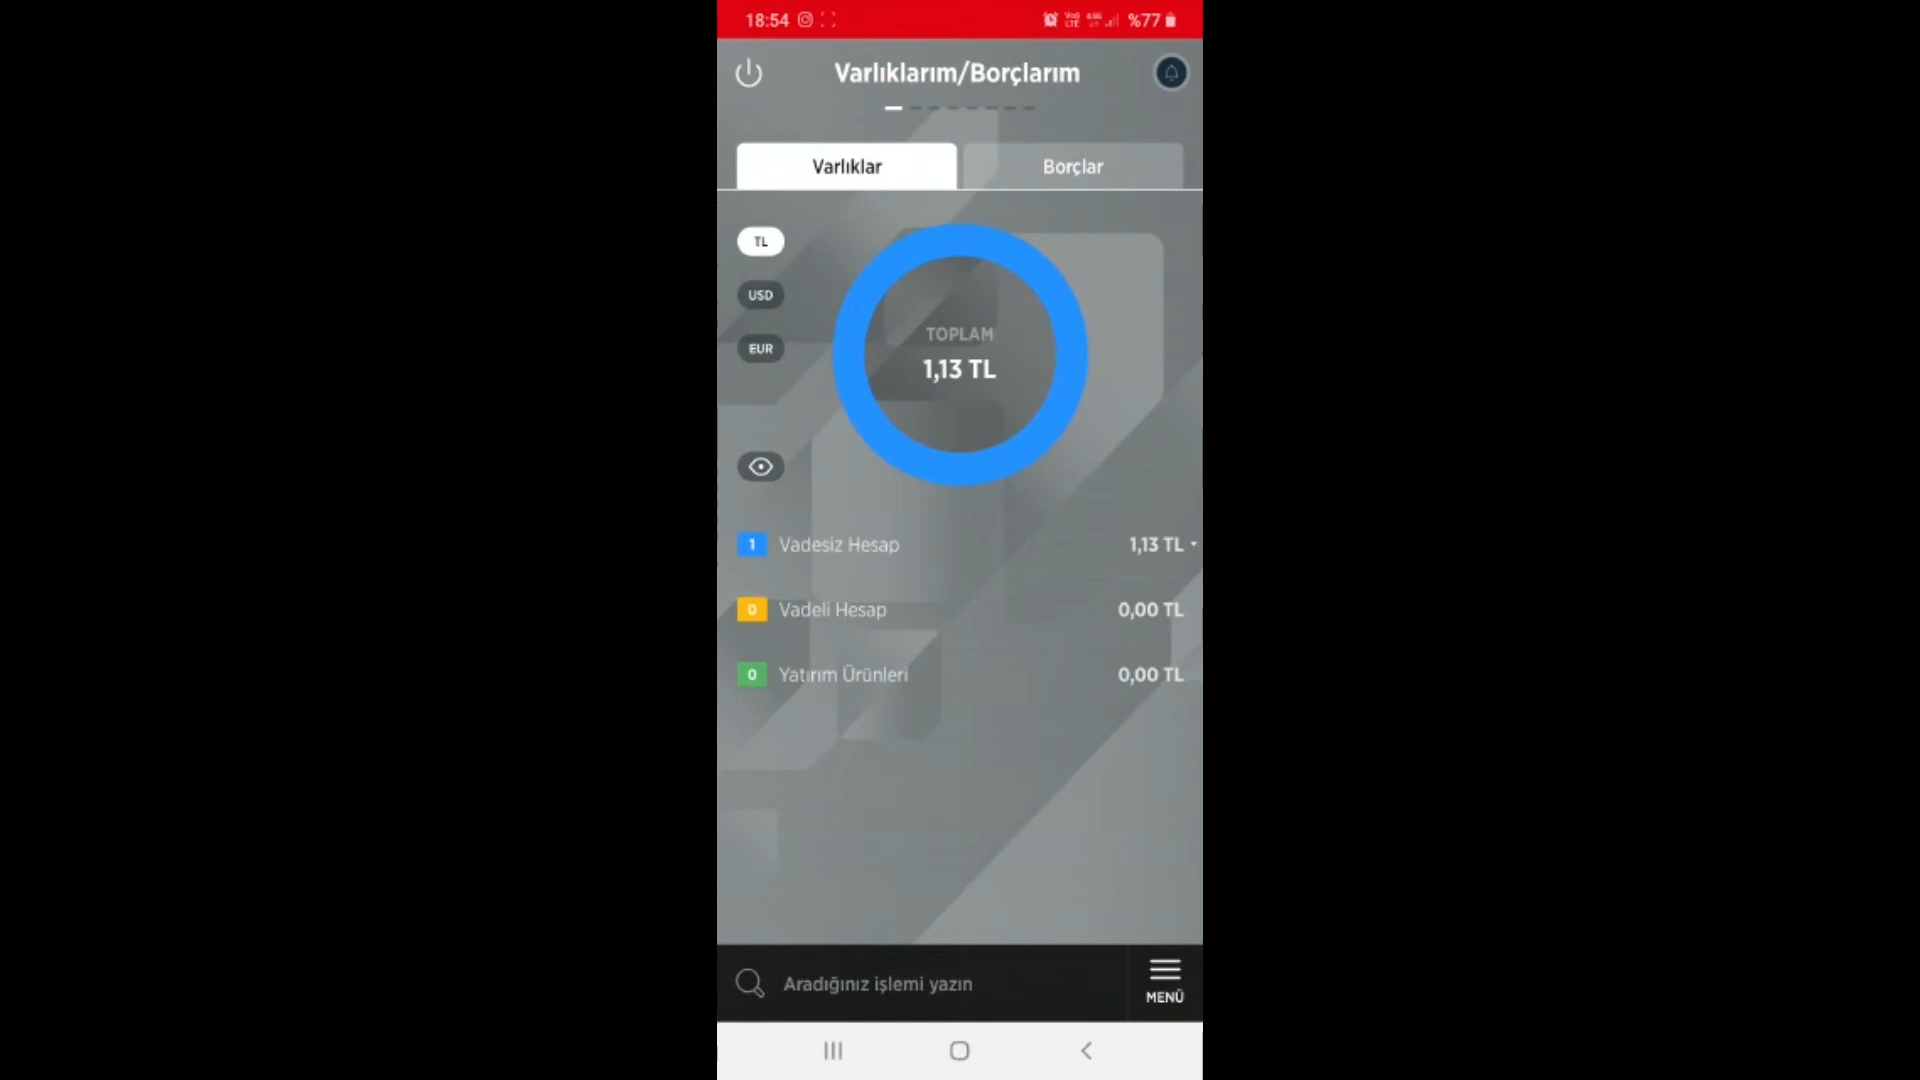 18:54 %77
Varlıklarım/Borçlarım
Varlıklar Borçlar
TL
USD
EUR
TOPLAM
1,13 TL
1 Vadesiz Hesap 1,13 TL
0 Vadeli Hesap 0,00 TL
0 Yatırım Ürünleri 0,00 TL
Aradığınız işlemi yazın
MENÜ